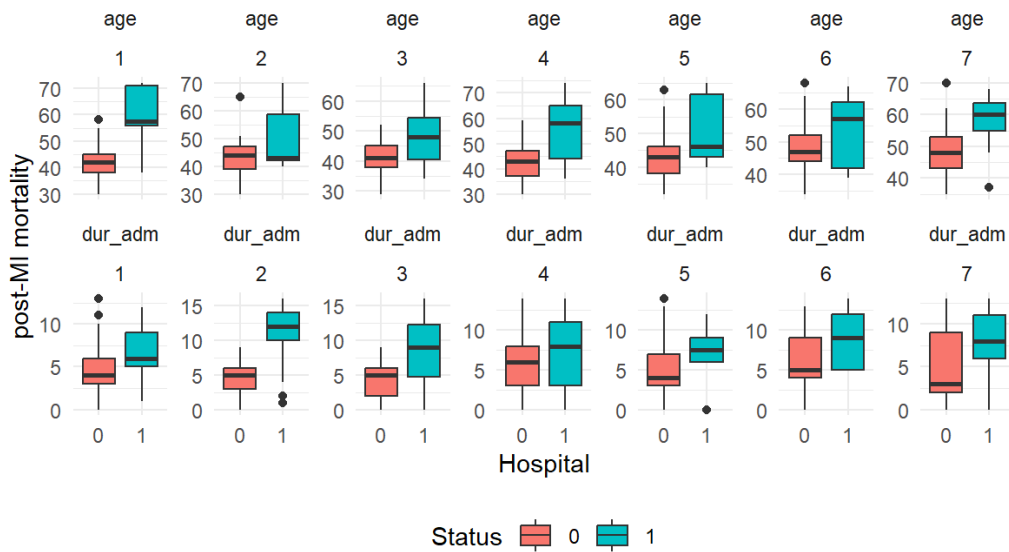 age age age age age age age
1 2 3 4 5 6 7
70 70 60 70 60 60 70
60 60 50 60 50 50 60
50 50 40 50 40 40 50
40 40 30 40 40
30 30 30
dur_adm dur_adm dur_adm dur_adm dur_adm dur_adm dur_adm
1 2 3 4 5 6 7
15 15
10 10 10 10 10 10 10
5 5 5 5 5 5 5
0 0 0 0 0 0 0
0 1 0 1 0 1 0 1 0 1 0 1 0 1
post-MI mortality
Hospital
Status 0 1